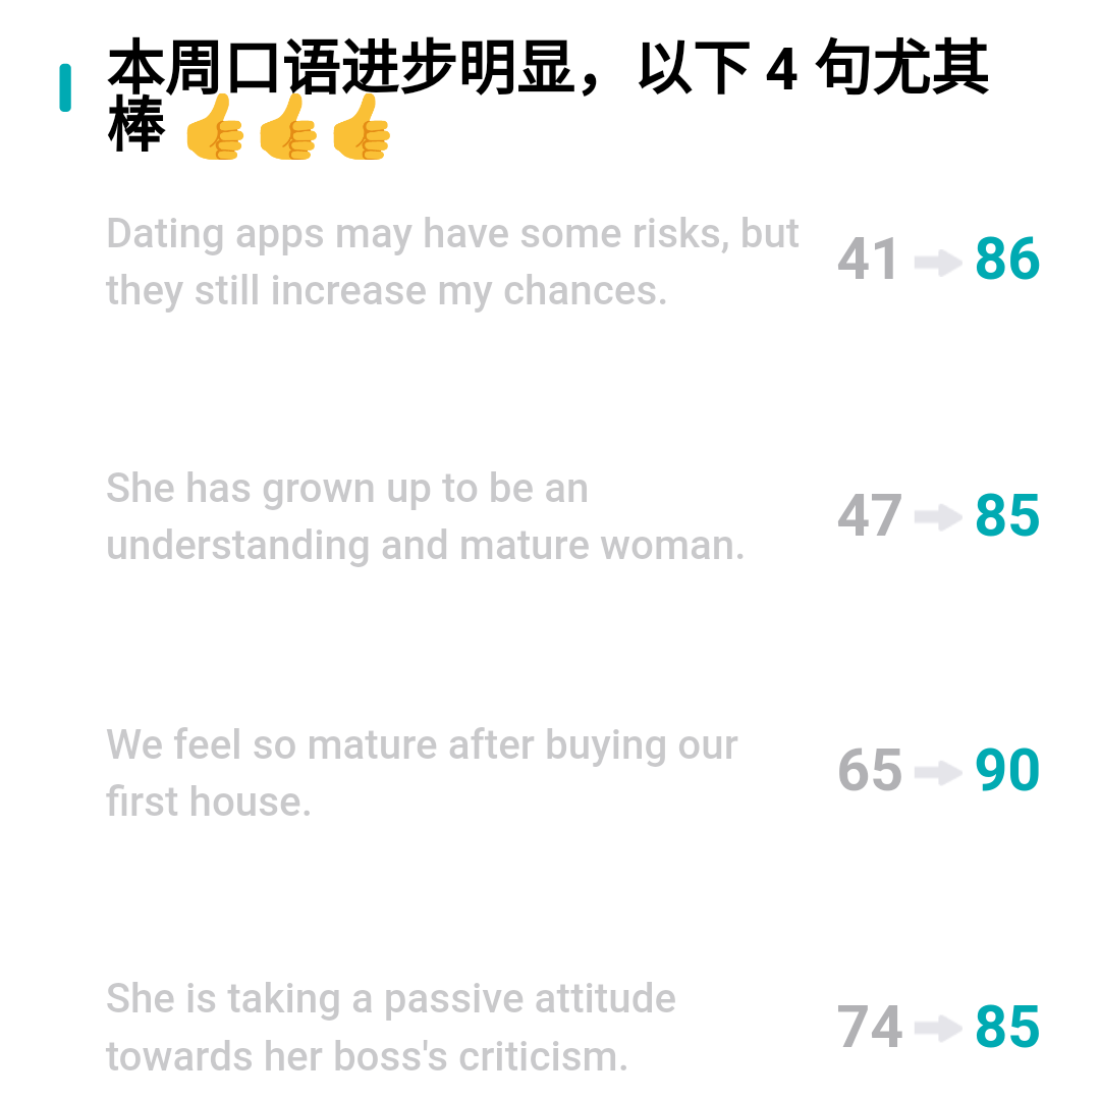 本周口语进步明显，以下 4 句尤其
棒 👍👍👍
Dating apps may have some risks, but
they still increase my chances.
41 ➡ 86
She has grown up to be an
understanding and mature woman.
47 ➡ 85
We feel so mature after buying our
first house.
65 ➡ 90
She is taking a passive attitude
towards her boss's criticism.
74 ➡ 85